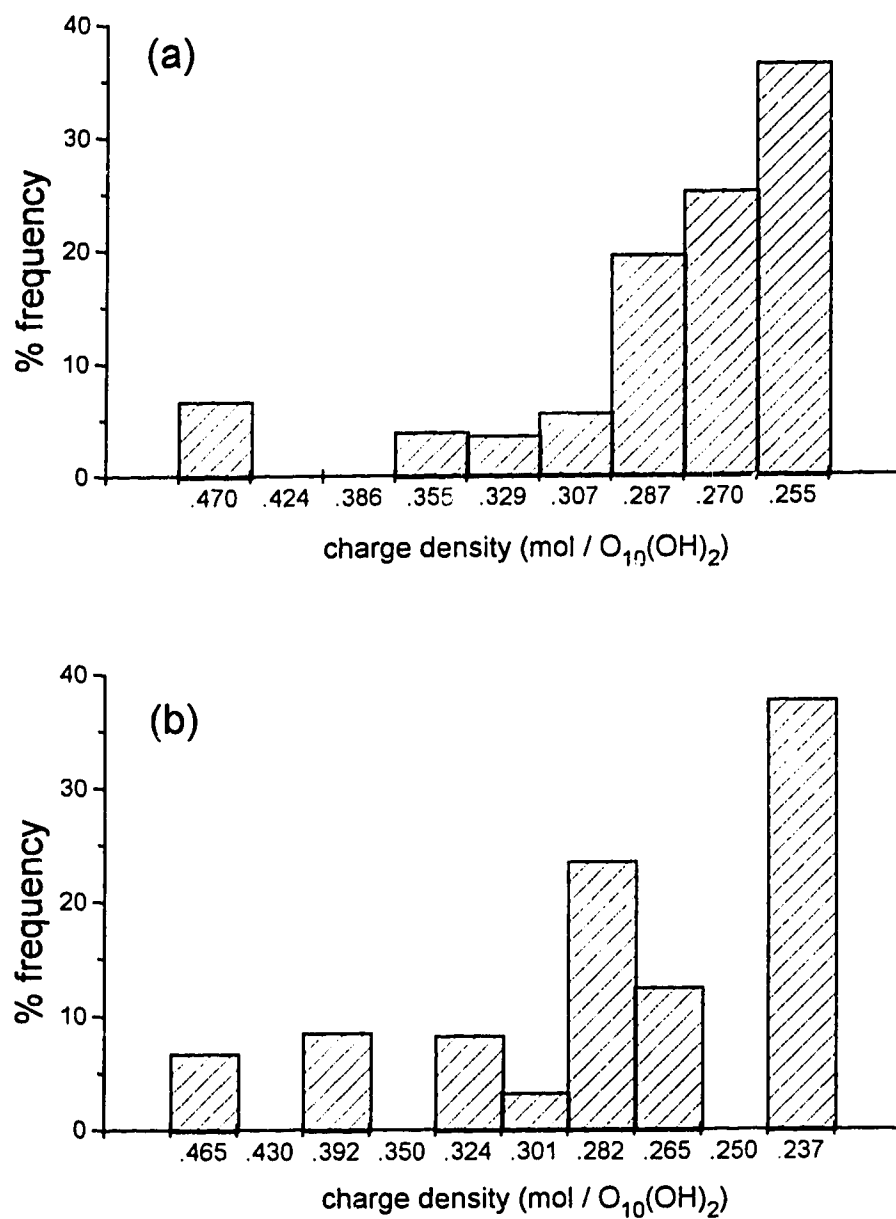 (a)
40
30
20
10
0
% frequency
.470 .424 .386 .355 .329 .307 .287 .270 .255
charge density (mol / O10(OH)2)
(b)
40
30
20
10
0
% frequency
.465 .430 .392 .350 .324 .301 .282 .265 .250 .237
charge density (mol / O10(OH)2)